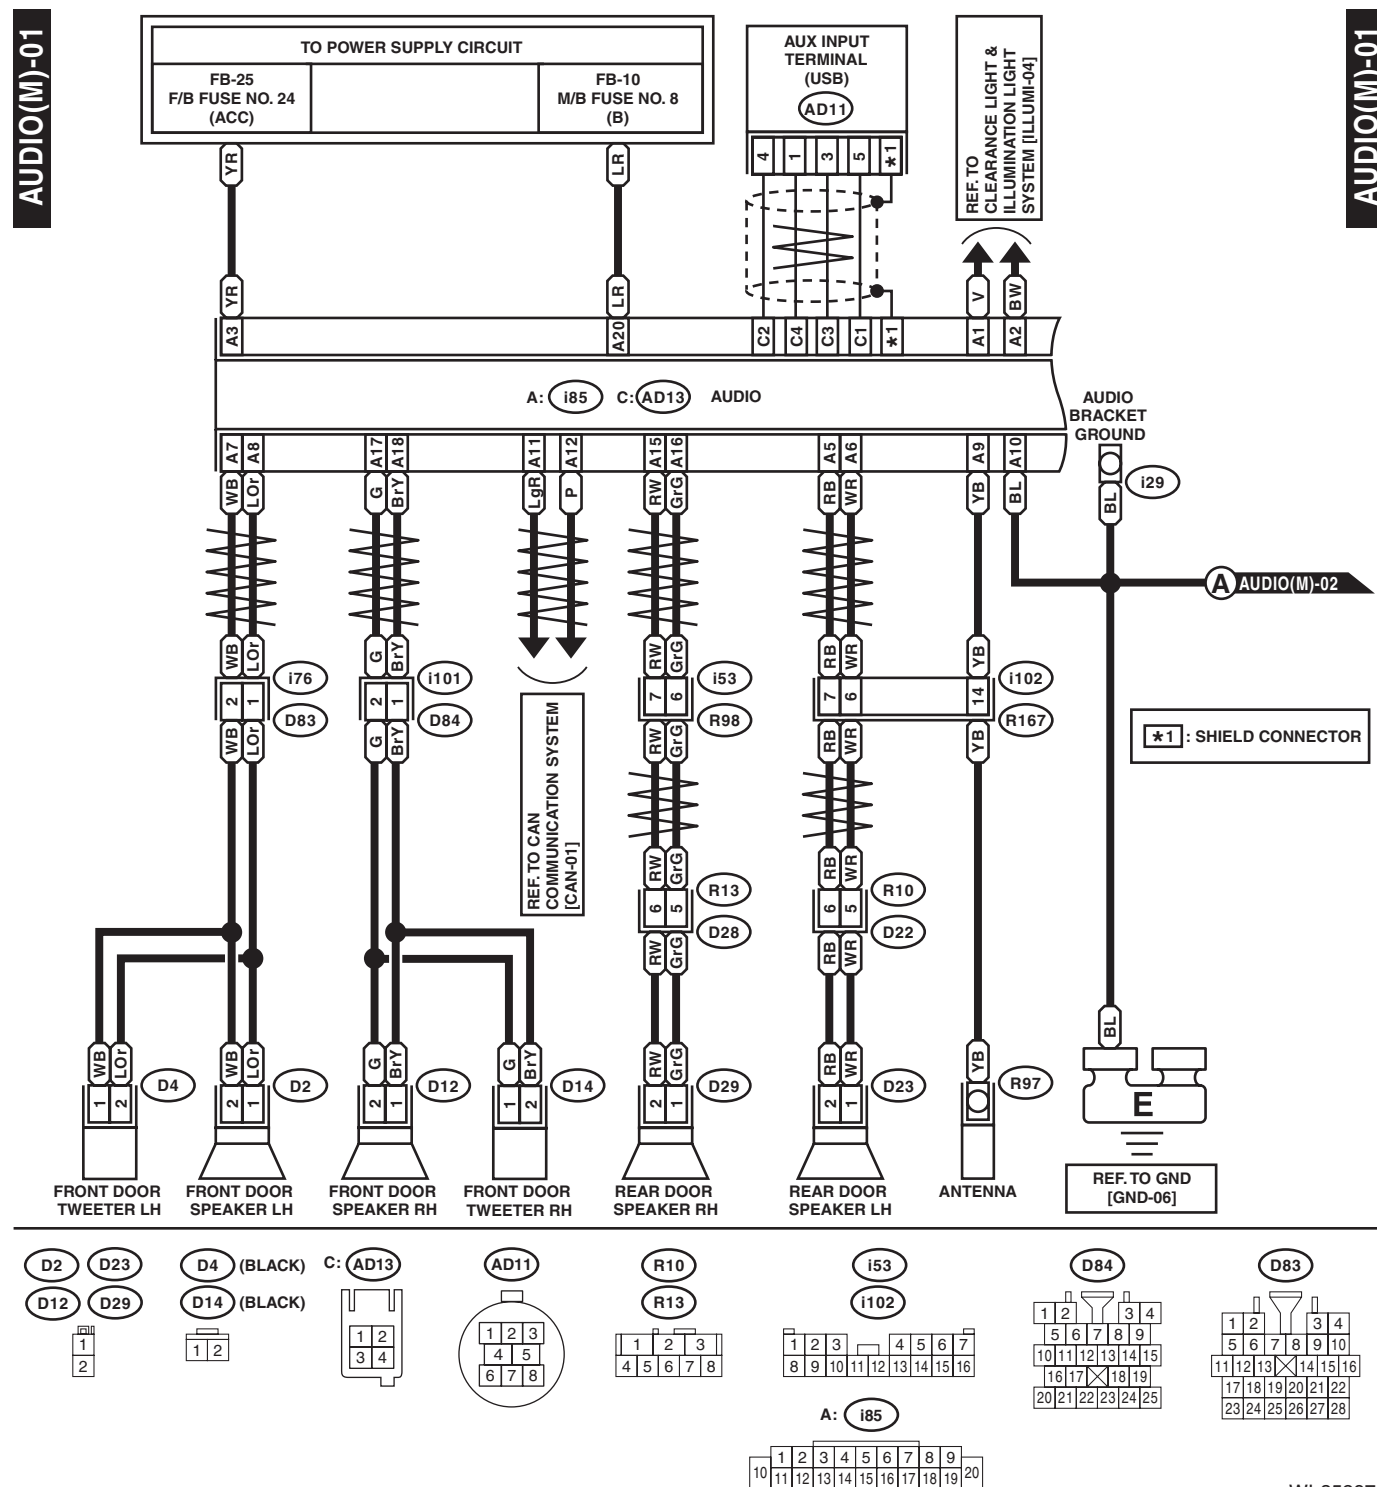 AUDIO(M)-01
AUDIO(M)-01
TO POWER SUPPLY CIRCUIT
FB-25
F/B FUSE NO. 24
(ACC)
FB-10
M/B FUSE NO. 8
(B)
AUX INPUT
TERMINAL
(USB)
AD11
REF. TO
CLEARANCE LIGHT &
ILLUMINATION LIGHT
SYSTEM [ILLUMI-04]
4 1 3 5 *1
YR LR
YR LR V BW
A3 A20 C2 C4 C3 C1 *1 A1 A2
A: i85 C: AD13 AUDIO
AUDIO
BRACKET
GROUND
A7 A8 A17 A18 A11 A12 A15 A16 A5 A6 A9 A10
WB LOr G BrY LgR P RW GrG RB WR YB BL BL
i29
A AUDIO(M)-02
WB LOr G BrY RW GrG RB WR YB
i76 i101 i53 i102
2 1 2 1 7 6 7 6 14
D83 D84 R98 R167
WB LOr G BrY RW GrG RB WR YB
*1 : SHIELD CONNECTOR
REF. TO CAN
COMMUNICATION SYSTEM
[CAN-01]
RW GrG RB WR
R13 R10
6 5 6 5
D28 D22
RW GrG RB WR
BL
WB LOr WB LOr G BrY G BrY RW GrG RB WR YB
D4 D2 D12 D14 D29 D23 R97
1 2 2 1 2 1 1 2 2 1 2 1
E
FRONT DOOR
TWEETER LH
FRONT DOOR
SPEAKER LH
FRONT DOOR
SPEAKER RH
FRONT DOOR
TWEETER RH
REAR DOOR
SPEAKER RH
REAR DOOR
SPEAKER LH
ANTENNA
REF. TO GND
[GND-06]
D2 D23
D12 D29
1
2
D4 (BLACK)
D14 (BLACK)
1 2
C: AD13
1 2
3 4
AD11
1 2 3
4 5
6 7 8
R10
R13
1 2 3
4 5 6 7 8
i53
i102
1 2 3 4 5 6 7
8 9 10 11 12 13 14 15 16
D84
1 2 3 4
5 6 7 8 9
10 11 12 13 14 15
16 17 18 19
20 21 22 23 24 25
D83
1 2 3 4
5 6 7 8 9 10
11 12 13 14 15 16
17 18 19 20 21 22
23 24 25 26 27 28
A: i85
1 2 3 4 5 6 7 8 9
10 11 12 13 14 15 16 17 18 19 20